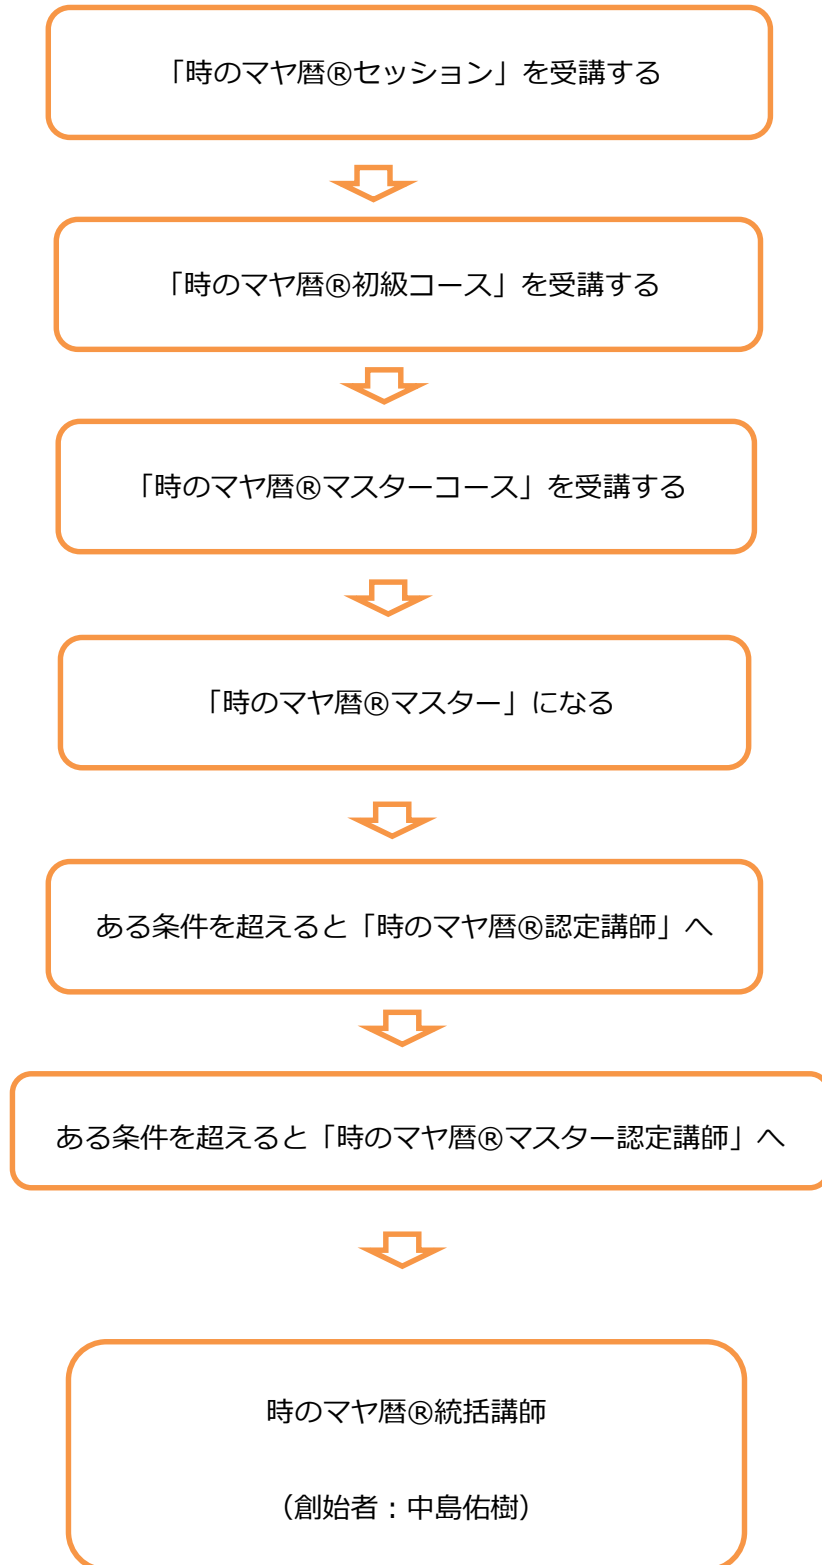 「時のマヤ暦®セッション」を受講する
「時のマヤ暦®初級コース」を受講する
「時のマヤ暦®マスターコース」を受講する
「時のマヤ暦®マスター」になる
ある条件を超えると「時のマヤ暦®認定講師」へ
ある条件を超えると「時のマヤ暦®マスター認定講師」へ
時のマヤ暦®統括講師
（創始者：中島佑樹）